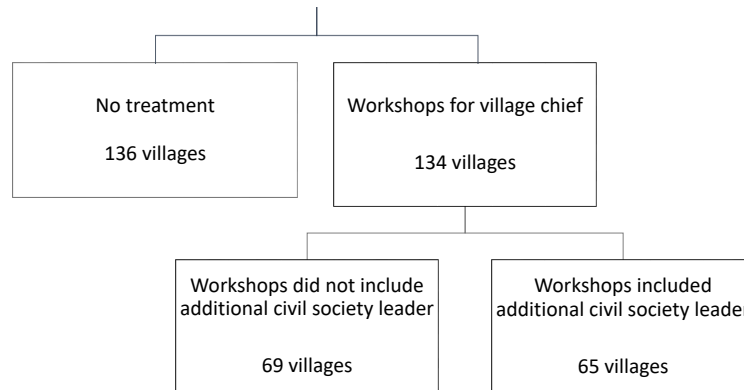 No treatment
136 villages
Workshops for village chief
134 villages
Workshops did not include
additional civil society leader
69 villages
Workshops included
additional civil society leader
65 villages